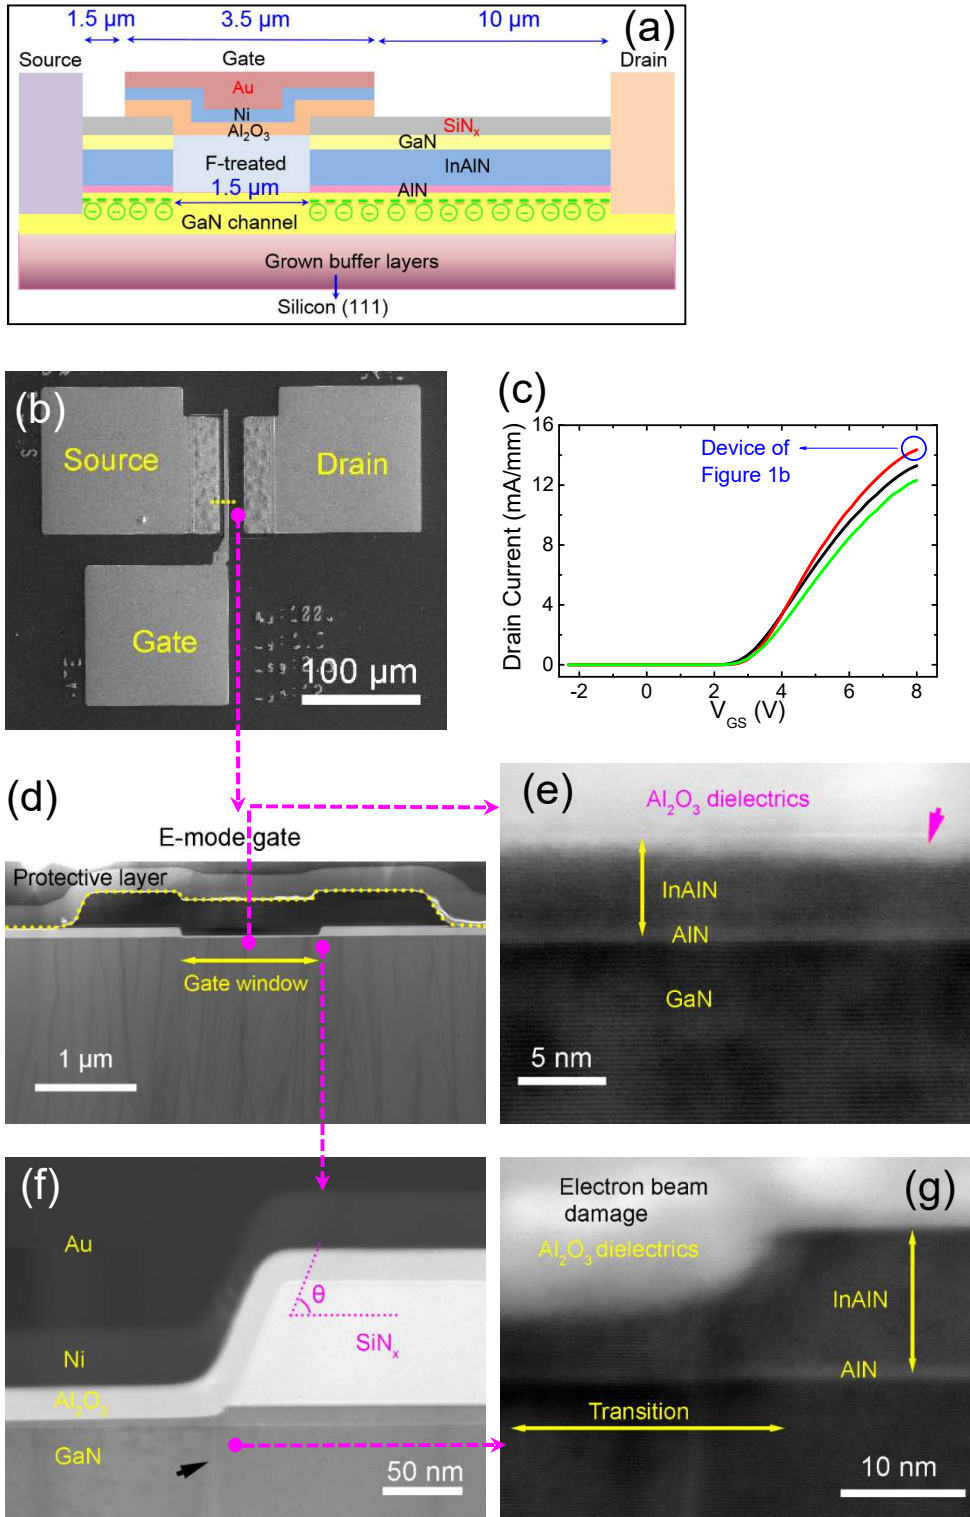 (a)
1.5 µm
3.5 µm
10 µm
Source
Gate
Drain
Au
Ni
Al₂O₃
SiNₓ
GaN
F-treated
InAlN
1.5 µm
AlN
GaN channel
Grown buffer layers
Silicon (111)
(b)
Source
Drain
Gate
100 µm
(c)
Drain Current (mA/mm)
16
12
8
4
0
-2 0 2 4 6 8
V_GS (V)
Device of
Figure 1b
(d)
E-mode gate
Protective layer
Gate window
1 µm
(e)
Al₂O₃ dielectrics
InAlN
AlN
GaN
5 nm
(f)
Au
θ
SiNₓ
Ni
Al₂O₃
GaN
50 nm
(g)
Electron beam
damage
Al₂O₃ dielectrics
InAlN
AlN
Transition
10 nm